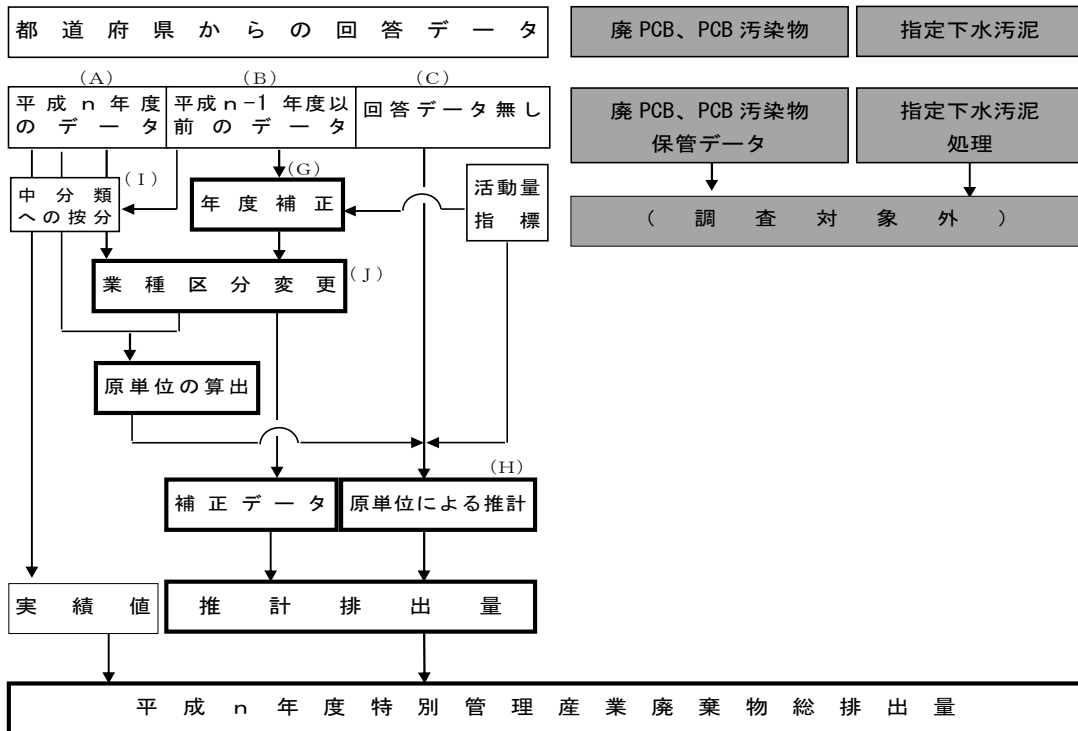 都道府県からの回答データ
廃PCB、PCB汚染物
指定下水汚泥
(A)
(B)
(C)
平成n年度
のデータ
平成n-1年度以
前のデータ
回答データ無し
廃PCB、PCB汚染物
保管データ
指定下水汚泥
処理
(I)
(G)
中分類
への按分
年度補正
活動量
指標
(調査対象外)
業種区分変更
(J)
原単位の算出
(H)
補正データ
原単位による推計
実績値
推計排出量
平成n年度特別管理産業廃棄物総排出量